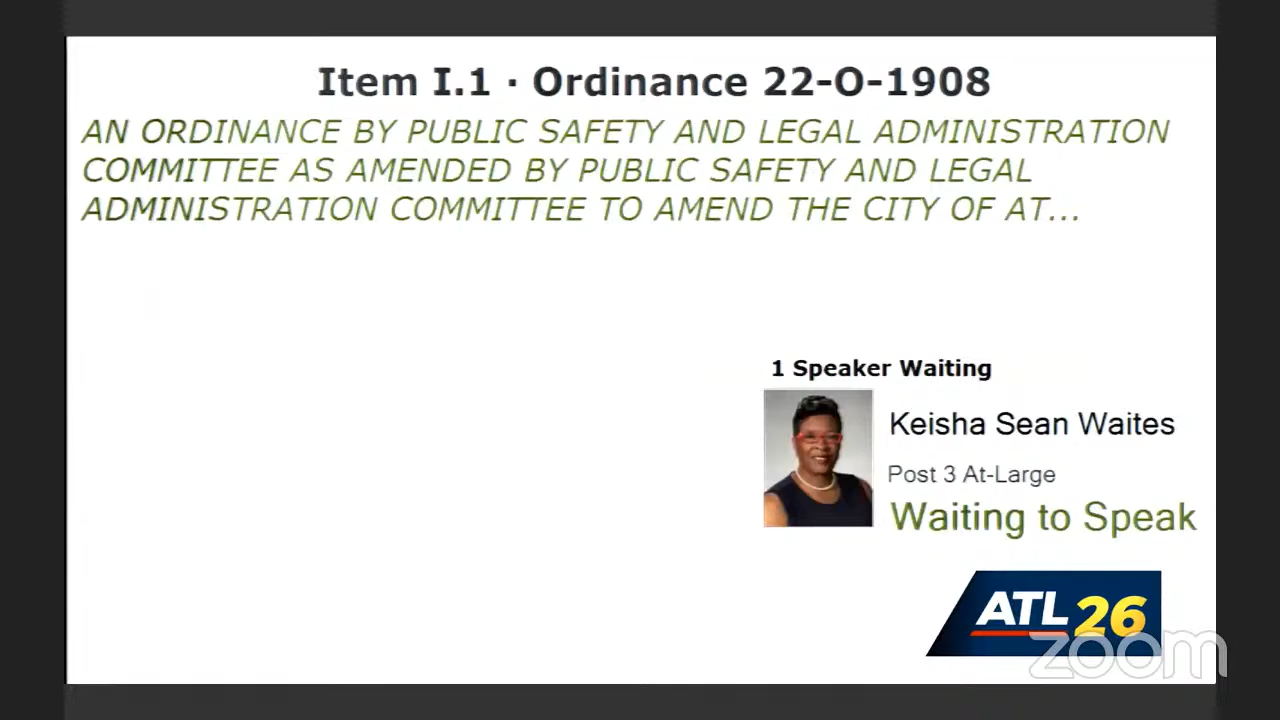 Item I.1 · Ordinance 22-O-1908
AN ORDINANCE BY PUBLIC SAFETY AND LEGAL ADMINISTRATION
COMMITTEE AS AMENDED BY PUBLIC SAFETY AND LEGAL
ADMINISTRATION COMMITTEE TO AMEND THE CITY OF AT...
1 Speaker Waiting
Keisha Sean Waites
Post 3 At-Large
Waiting to Speak
ATL 26
zoom